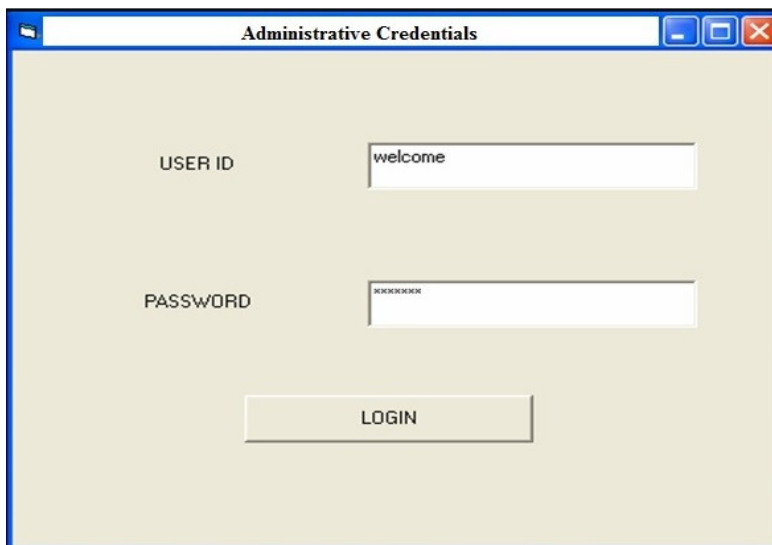 Administrative Credentials
USER ID
welcome
PASSWORD
*******
LOGIN